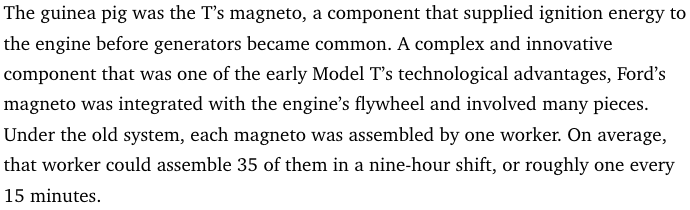 The guinea pig was the T’s magneto, a component that supplied ignition energy to
the engine before generators became common. A complex and innovative
component that was one of the early Model T’s technological advantages, Ford’s
magneto was integrated with the engine’s flywheel and involved many pieces.
Under the old system, each magneto was assembled by one worker. On average,
that worker could assemble 35 of them in a nine-hour shift, or roughly one every
15 minutes.